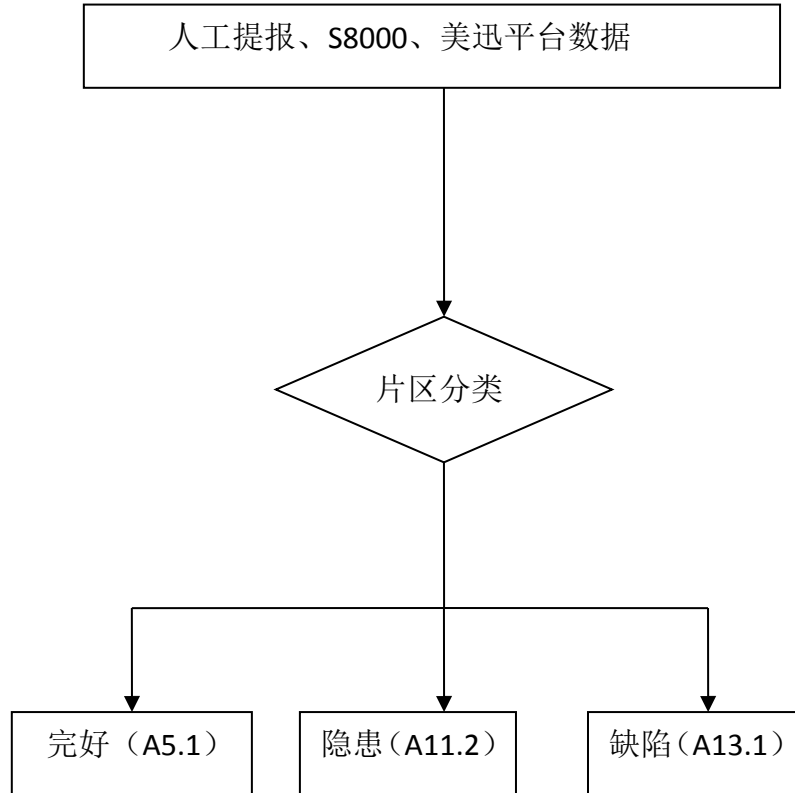 人工提报、S8000、美迅平台数据
片区分类
完好（A5.1）
隐患（A11.2）
缺陷（A13.1）